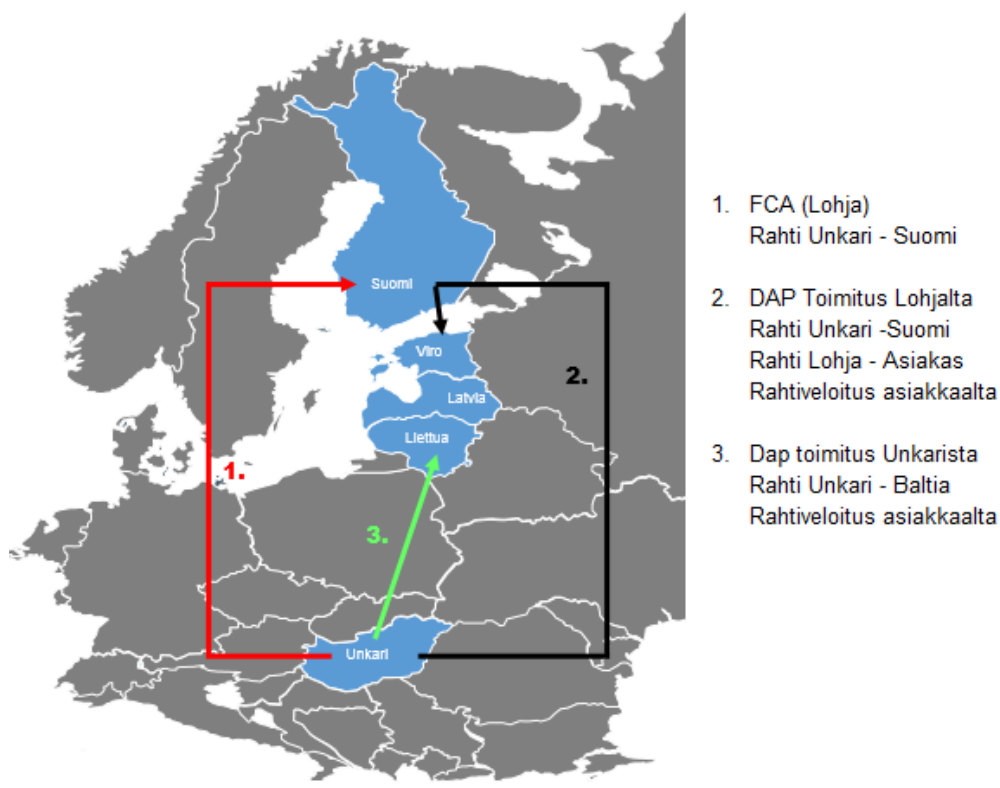 Suomi
Viro
Latvia
Liettua
Unkari
1.
2.
3.
1. FCA (Lohja)
Rahti Unkari - Suomi
2. DAP Toimitus Lohjalta
Rahti Unkari -Suomi
Rahti Lohja - Asiakas
Rahtiveloitus asiakkaalta
3. Dap toimitus Unkarista
Rahti Unkari - Baltia
Rahtiveloitus asiakkaalta